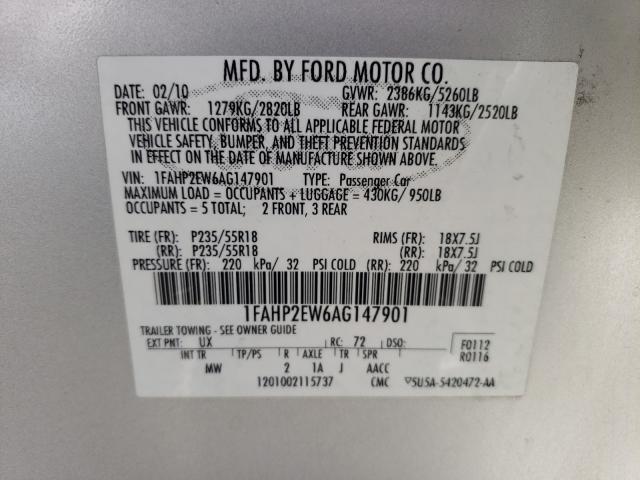 MFD. BY FORD MOTOR CO.
DATE: 02/10 GVWR: 2386KG/5260LB
FRONT GAWR: 1279KG/2820LB REAR GAWR: 1143KG/2520LB
THIS VEHICLE CONFORMS TO ALL APPLICABLE FEDERAL MOTOR
VEHICLE SAFETY, BUMPER, AND THEFT PREVENTION STANDARDS
IN EFFECT ON THE DATE OF MANUFACTURE SHOWN ABOVE.
VIN: 1FAHP2EW6AG147901 TYPE: Passenger Car
MAXIMUM LOAD = OCCUPANTS + LUGGAGE = 430KG/ 950LB
OCCUPANTS = 5 TOTAL; 2 FRONT, 3 REAR
TIRE (FR): P235/55R18 RIMS (FR): 18X7.5J
(RR): P235/55R18 (RR): 18X7.5J
PRESSURE (FR): 220 kPa/ 32 PSI COLD (RR): 220 kPa/ 32 PSI COLD
1FAHP2EW6AG147901
TRAILER TOWING - SEE OWNER GUIDE
EXT PNT: UX RC: 72 DSO: F0112
INT TR TP/PS R AXLE TR SPR R0116
MW 2 1A J AACC
1201002115737 CMC ▽5U5A-5420472-AA